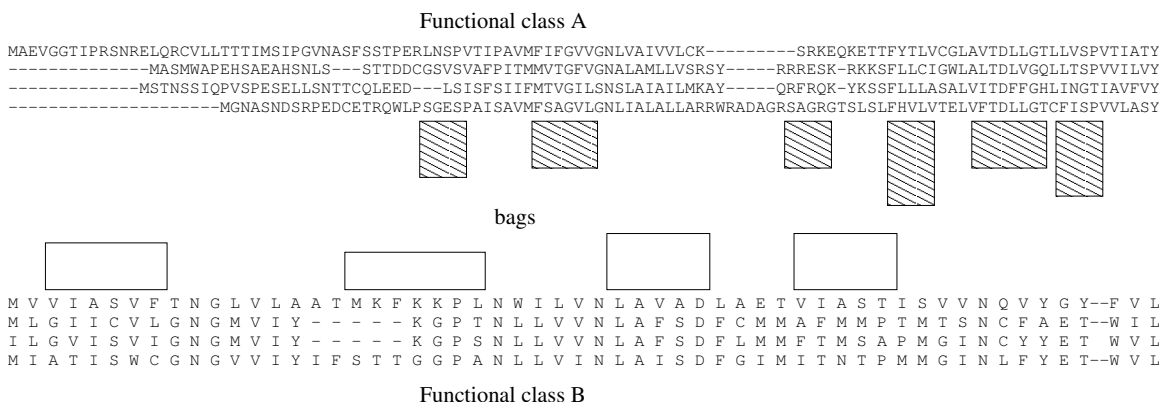 Functional class A
MAEVGGTIPRSNRELQRCVLLTTTIMSIPGVNASFSSTPERLNSPVTIPAVMFIFGVVGNLVAIVVLCK----------SRKEQKETTFYTLVCGLAVTDLLGTLLVSPVTIATY
---------------MASMWAPEHSAEAHSNLS---STTDDCGSVSVAFPITMMVTGFVGNALAMLLVSRSY-----RRRESK-RKKSFLLCIGWLALTDLVGQLLTSPVVILVY
--------------MSTNSSIQPVSPESELLSNTTCQLEED---LSISFSIIFMTVGILSNSLAIAILMKAY-----QRFRQK-YKSSFLLLASALVITDFFGHLINGTIAVFVY
-----------------------MGNASNDSRPEDCETRQWLPSGESPAISAVMFSAGVLGNLIALALLARRWRADAGRSAGRGTSLSLFHVLVTELVFTDLLGTCFISPVVLASY
bags
M V V I A S V F T N G L V L A A T M K F K K P L N W I L V N L A V A D L A E T V I A S T I S V V N Q V Y G Y--F V L
M L G I I C V L G N G M V I Y - - - - - K G P T N L L V V N L A F S D F C M M A F M M P T M T S N C F A E T--W I L
I L G V I S V I G N G M V I Y - - - - - K G P S N L L V V N L A F S D F L M M F T M S A P M G I N C Y Y E T W V L
M I A T I S W C G N G V V I Y I F S T T G G P A N L L V I N L A I S D F G I M I T N T P M M G I N L F Y E T--W V L
Functional class B